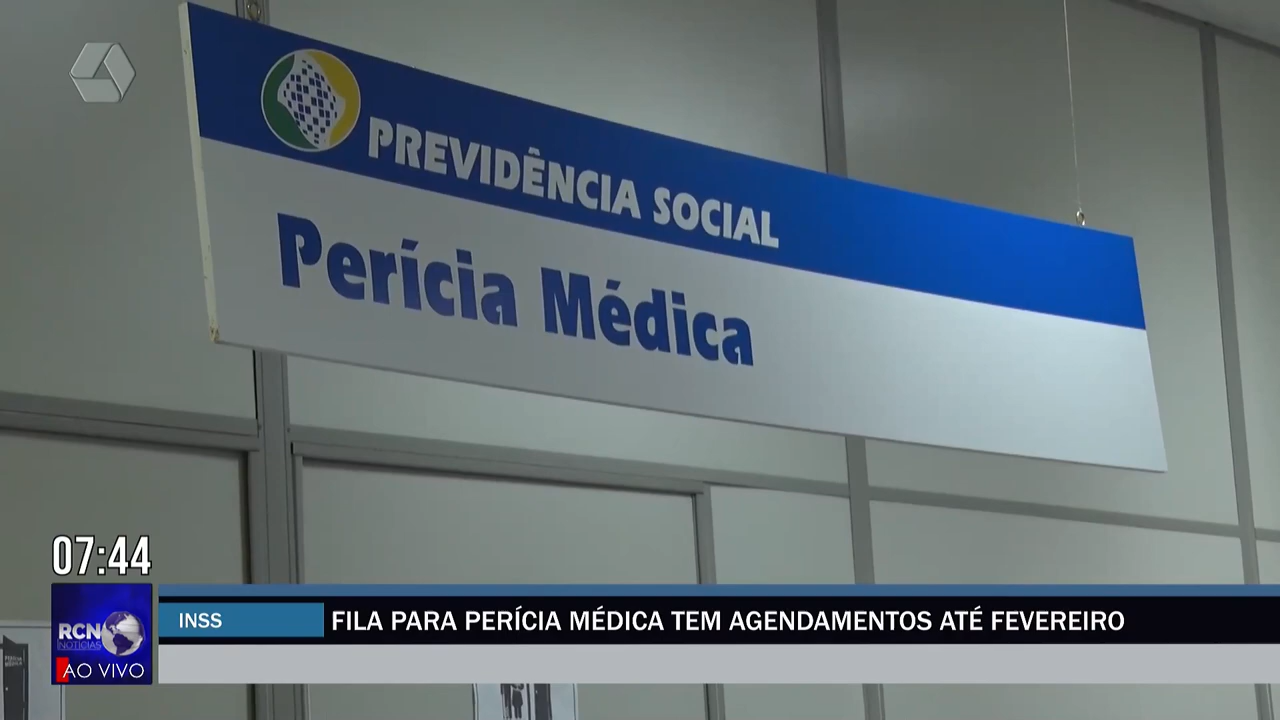 PREVIDÊNCIA SOCIAL
Perícia Médica
07:44
INSS
FILA PARA PERÍCIA MÉDICA TEM AGENDAMENTOS ATÉ FEVEREIRO
RCN
NOTÍCIAS
AO VIVO